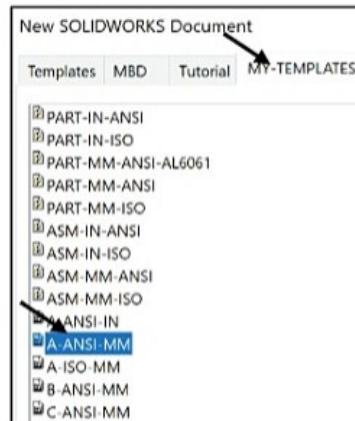 New SOLIDWORKS Document
Templates MBD Tutorial MY-TEMPLATES
PART-IN-ANSI
PART-IN-ISO
PART-MM-ANSI-AL6061
PART-MM-ANSI
PART-MM-ISO
ASM-IN-ANSI
ASM-IN-ISO
ASM-MM-ANSI
ASM-MM-ISO
A-ANSI-IN
A-ANSI-MM
A-ISO-MM
B-ANSI-MM
C-ANSI-MM